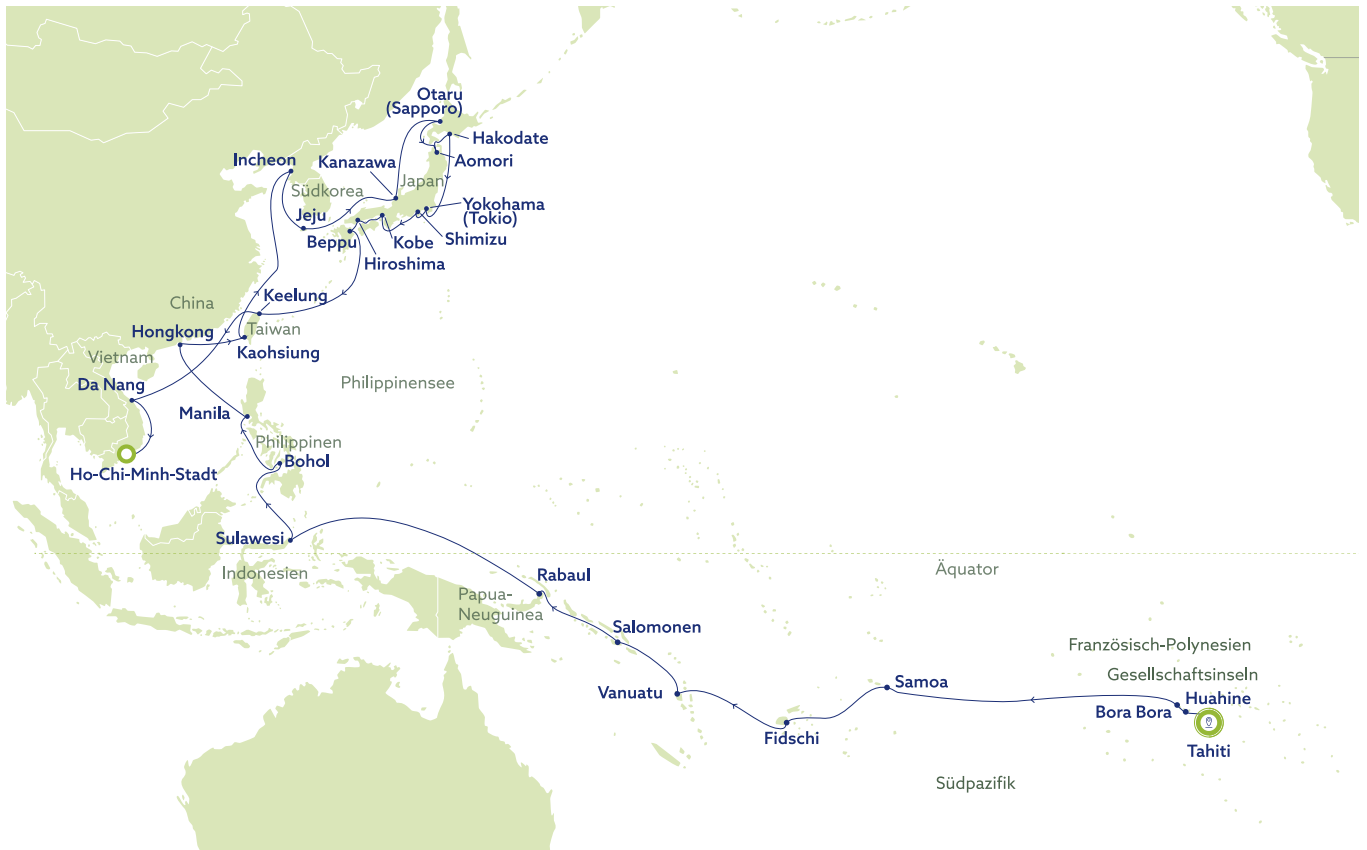 Otaru
(Sapporo)
Hakodate
Incheon
Kanazawa
Aomori
Südkorea
Japan
Jeju
Yokohama
(Tokio)
Beppu
Kobe
Shimizu
Hiroshima
China
Keelung
Hongkong
Taiwan
Vietnam
Kaohsiung
Da Nang
Philippinensee
Manila
Philippinen
Bohol
Ho-Chi-Minh-Stadt
Sulawesi
Indonesien
Rabaul
Äquator
Papua-
Neuguinea
Salomonen
Französisch-Polynesien
Gesellschaftsinseln
Samoa
Vanuatu
Huahine
Bora Bora
Fidschi
Tahiti
Südpazifik